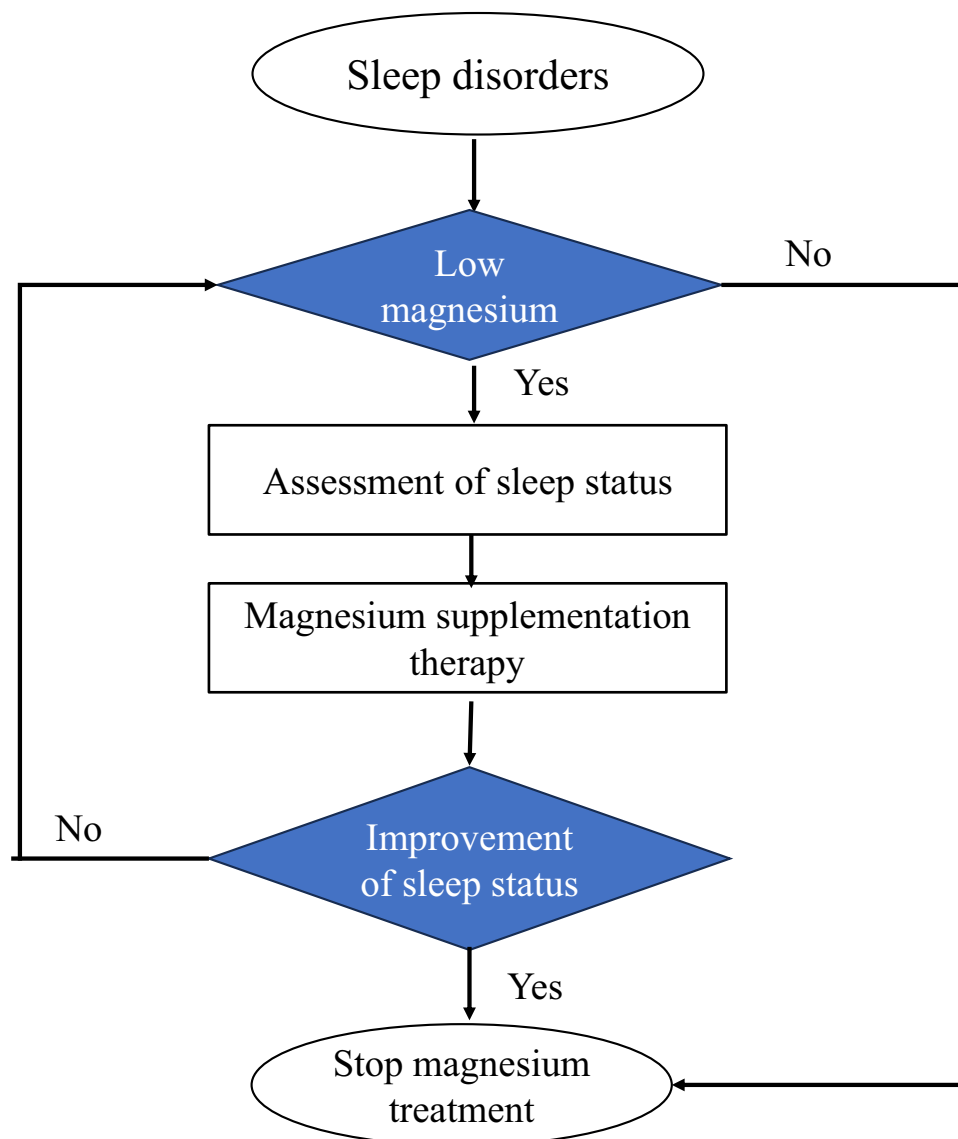 Sleep disorders
Low
magnesium
No
Yes
Assessment of sleep status
Magnesium supplementation
therapy
Improvement
of sleep status
No
Yes
Stop magnesium
treatment